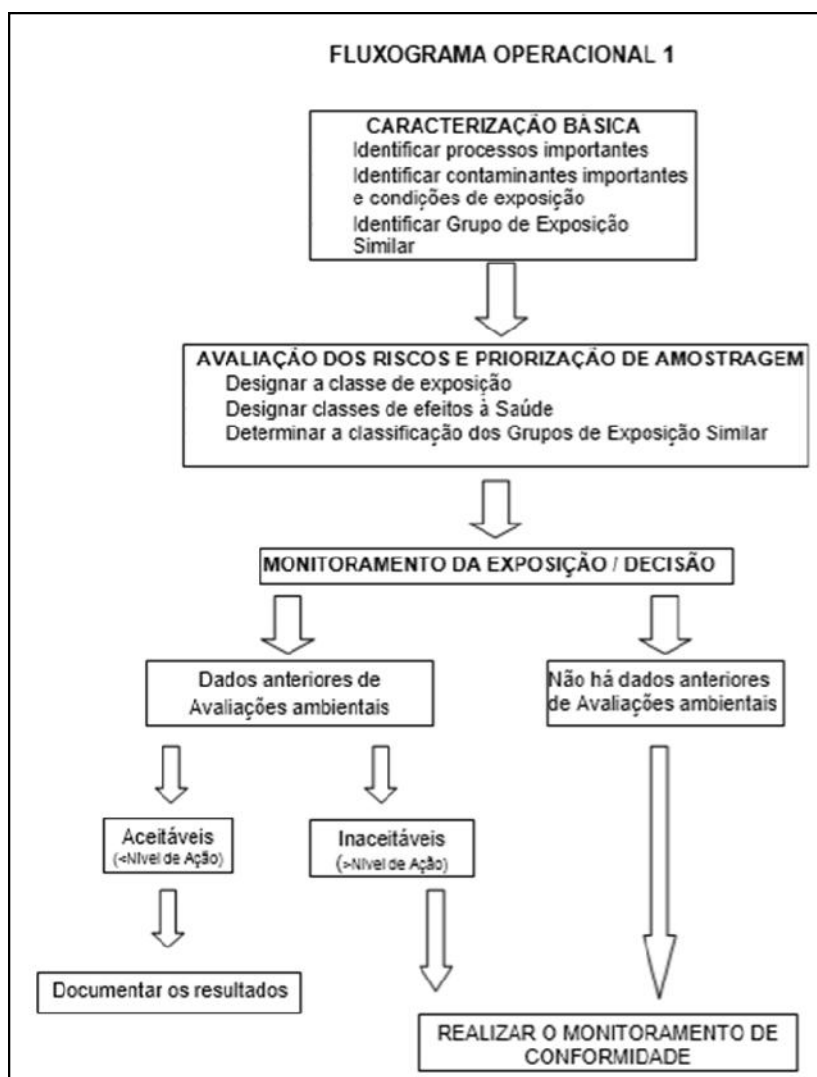 FLUXOGRAMA OPERACIONAL 1
CARACTERIZAÇÃO BÀSICA
Identificar processos importantes
Identificar contaminantes importantes
e condições de exposição
Identificar Grupo de Exposição
Similar
AVALIAÇÃO DOS RISCOS E PRIORIZAÇÃO DE AMOSTRAGEM
Designar a classe de exposição
Designar classes de efeitos à Saúde
Determinar a classificação dos Grupos de Exposição Similar
MONITORAMENTO DA EXPOSIÇÃO / DECISÃO
Dados anteriores de
Avaliações ambientais
Não há dados anteriores
de Avaliações ambientais
Aceitáveis
(<Nível de Ação)
Inaceitáveis
(>Nível de Ação)
Documentar os resultados
REALIZAR O MONITORAMENTO DE
CONFORMIDADE